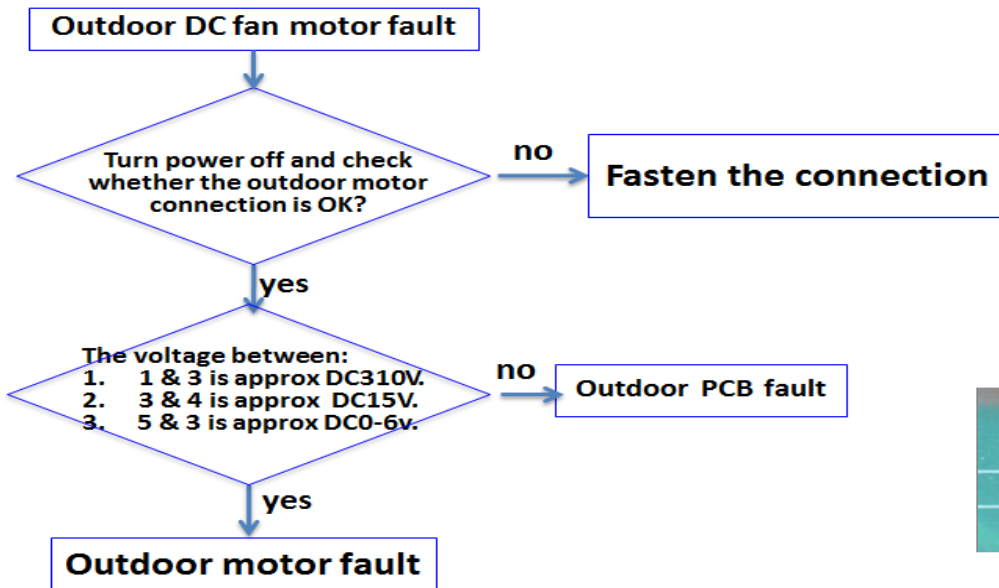 Outdoor DC fan motor fault
Turn power off and check
whether the outdoor motor
connection is OK?
no
Fasten the connection
yes
The voltage between:
1. 1 & 3 is approx DC310V.
2. 3 & 4 is approx DC15V.
3. 5 & 3 is approx DC0-6v.
no
Outdoor PCB fault
yes
Outdoor motor fault